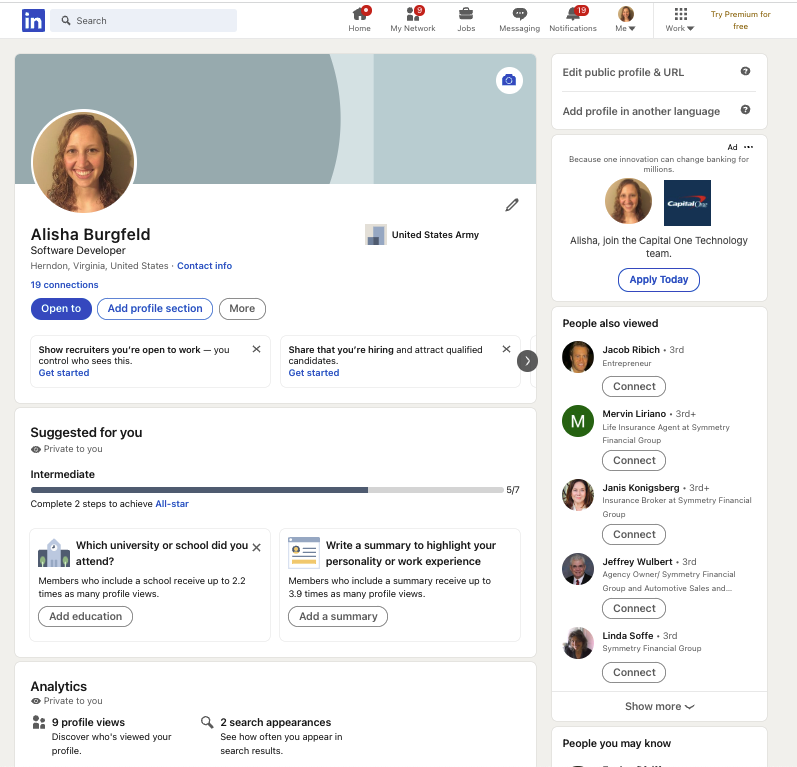 in
Search
Home
9
My Network
Jobs
Messaging
19
Notifications
Me
Work
Try Premium for
free
Alisha Burgfeld
Software Developer
Herndon, Virginia, United States · Contact info
19 connections
United States Army
Open to
Add profile section
More
Show recruiters you're open to work — you
control who sees this.
Get started
Share that you're hiring and attract qualified
candidates.
Get started
Suggested for you
Private to you
Intermediate
5/7
Complete 2 steps to achieve All-star
Which university or school did you
attend?
Members who include a school receive up to 2.2
times as many profile views.
Add education
Write a summary to highlight your
personality or work experience
Members who include a summary receive up to
3.9 times as many profile views.
Add a summary
Analytics
Private to you
9 profile views
Discover who's viewed your
profile.
2 search appearances
See how often you appear in
search results.
Edit public profile & URL
Add profile in another language
Ad
Because one innovation can change banking for
millions.
Capital One
Alisha, join the Capital One Technology
team.
Apply Today
People also viewed
Jacob Ribich • 3rd
Entrepreneur
Connect
M
Mervin Liriano • 3rd+
Life Insurance Agent at Symmetry
Financial Group
Connect
Janis Konigsberg • 3rd+
Insurance Broker at Symmetry Financial
Group
Connect
Jeffrey Wulbert • 3rd
Agency Owner/ Symmetry Financial
Group and Automotive Sales and...
Connect
Linda Soffe • 3rd
Symmetry Financial Group
Connect
Show more
People you may know